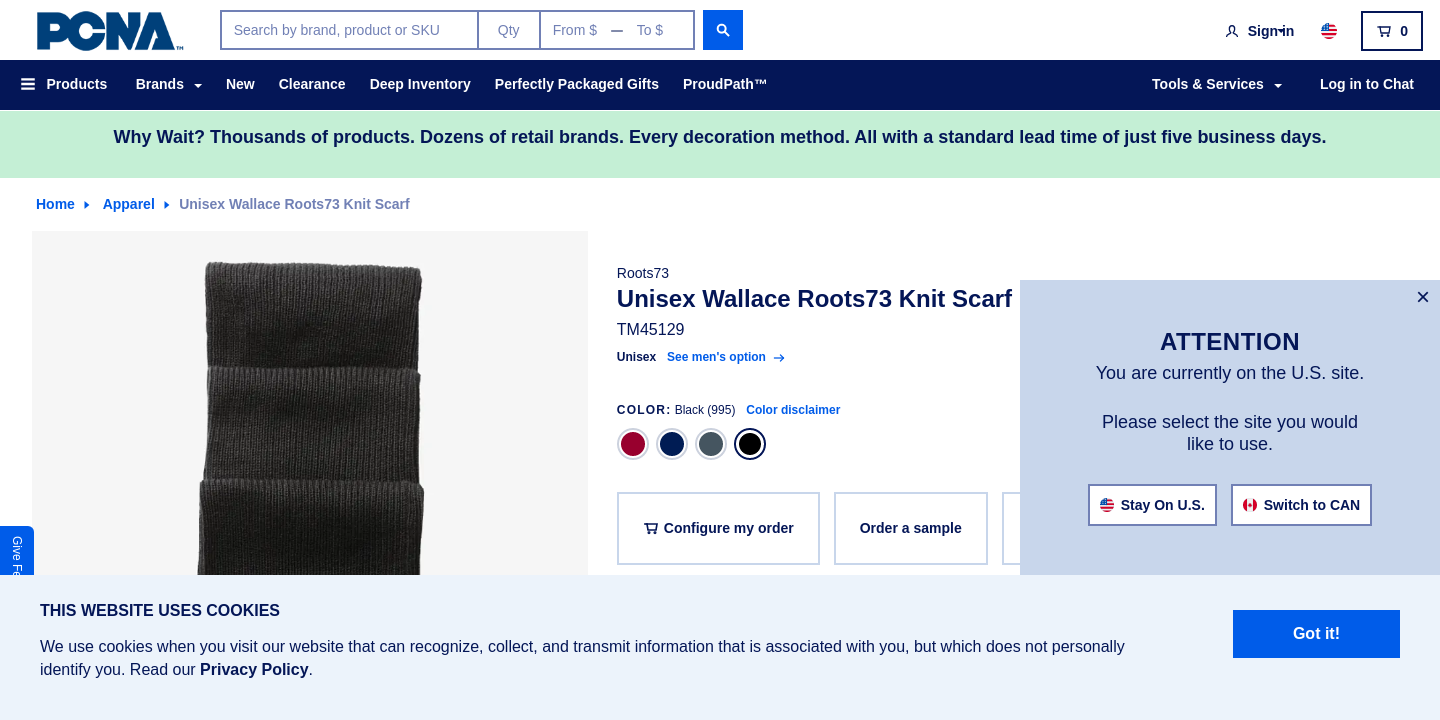 PCNA™
Search by brand, product or SKU
Qty
From $ — To $
Sign in
0
Products
Brands
New
Clearance
Deep Inventory
Perfectly Packaged Gifts
ProudPath™
Tools & Services
Log in to Chat
Why Wait? Thousands of products. Dozens of retail brands. Every decoration method. All with a standard lead time of just five business days.
Home
Apparel
Unisex Wallace Roots73 Knit Scarf
Roots73
Unisex Wallace Roots73 Knit Scarf
TM45129
Unisex See men's option
COLOR: Black (995) Color disclaimer
Configure my order
Order a sample
ATTENTION
You are currently on the U.S. site.
Please select the site you would
like to use.
Stay On U.S.
Switch to CAN
Give
THIS WEBSITE USES COOKIES
We use cookies when you visit our website that can recognize, collect, and transmit information that is associated with you, but which does not personally
identify you. Read our Privacy Policy.
Got it!